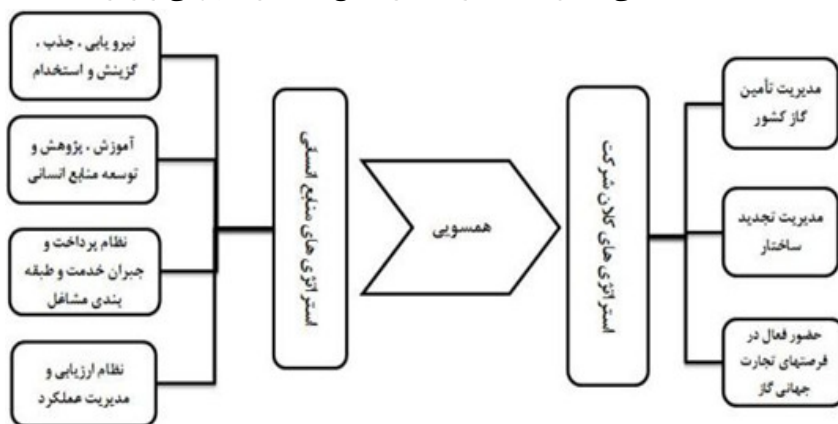 مدیریت تأمین
گاز کشور
مدیریت تجدید
ساختار
حضور فعال در
فرصتهای تجارت
جهانی گاز
استراتژی های کلان شرکت
همسویی
استراتژی های منابع انسانی
نیرو یابی ، جذب ،
گزینش و استخدام
آموزش ، پژوهش و
توسعه منابع انسانی
نظام پرداخت و
جبران خدمت و طبقه
بندی مشاغل
نظام ارزیابی و
مدیریت عملکرد